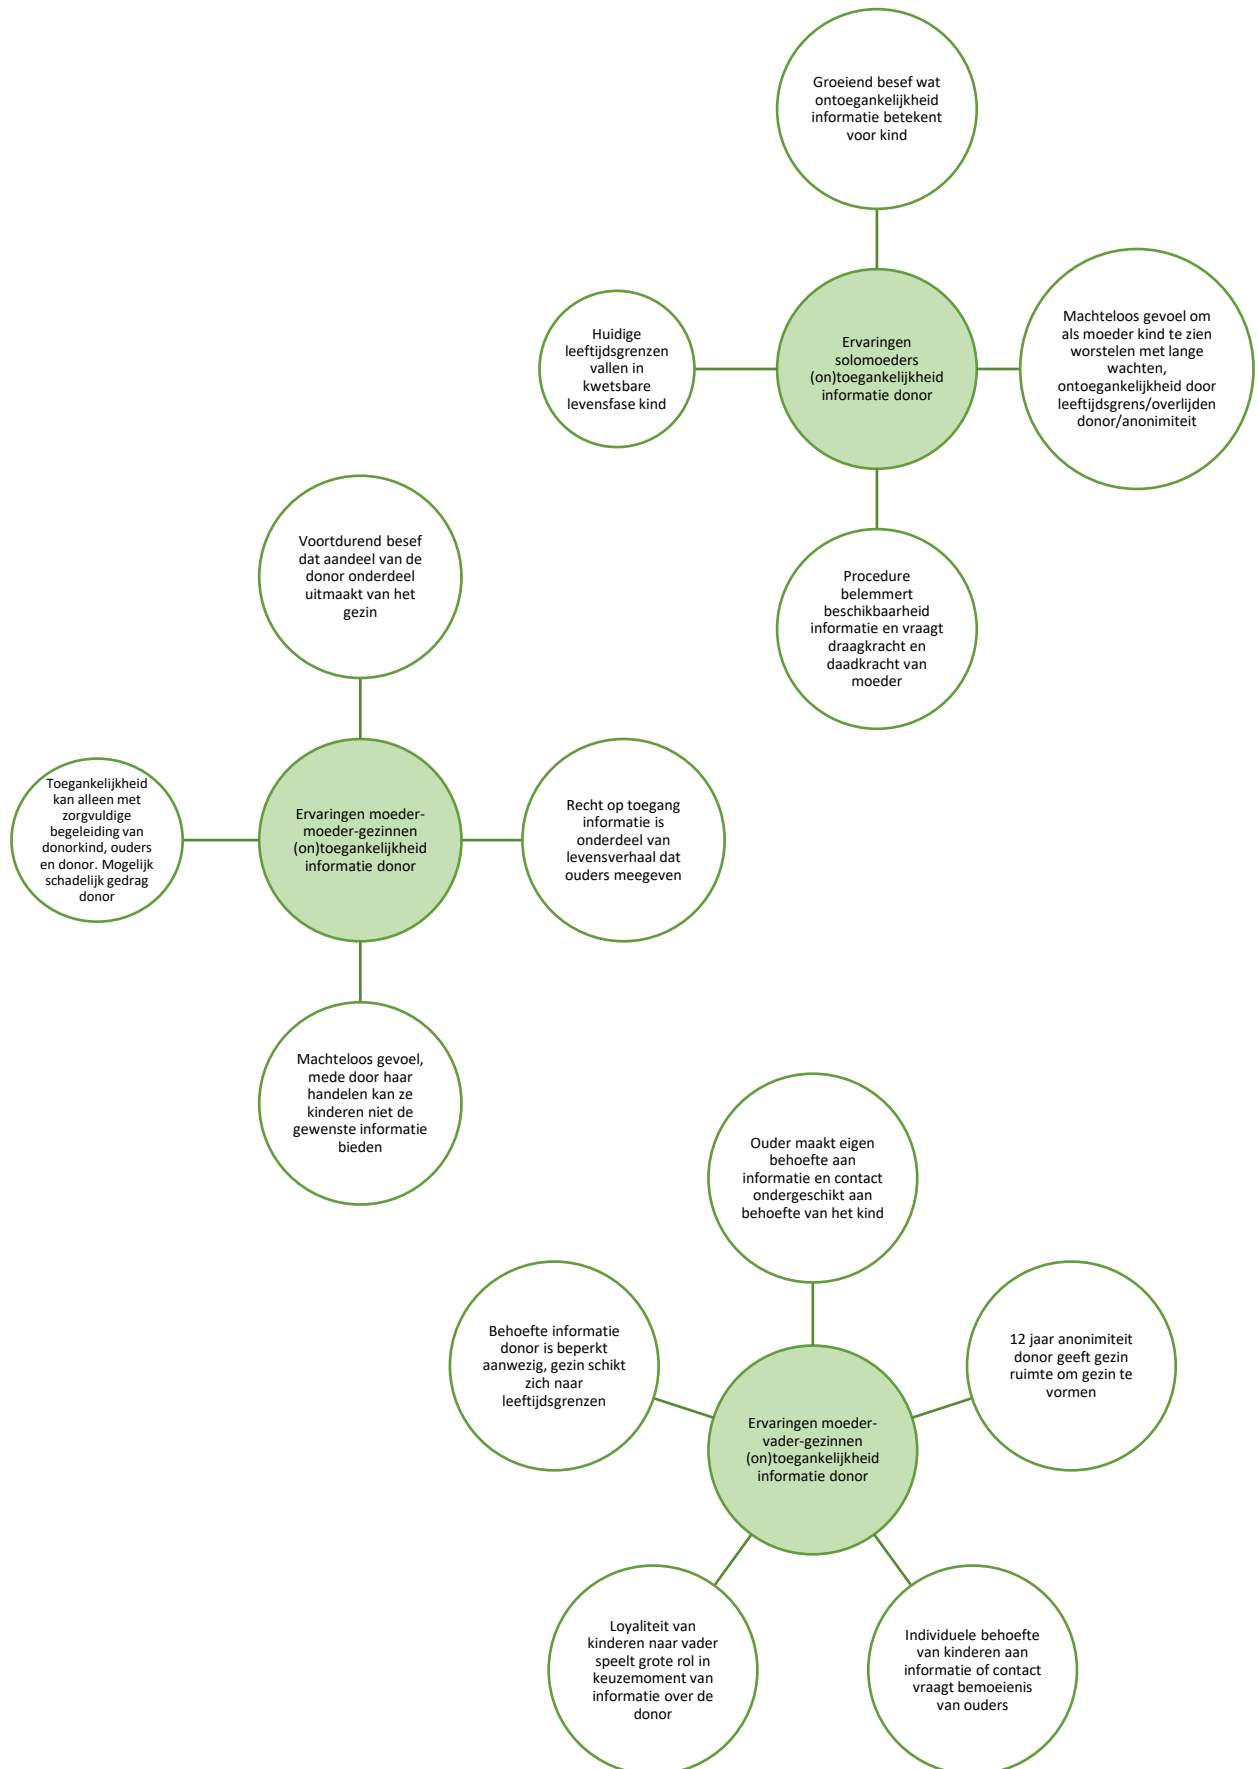 Groeiend besef wat
ontoegankelijkheid
informatie betekent
voor kind
Huidige
leeftijdsgrenzen
vallen in
kwetsbare
levensfase kind
Ervaringen
solomoeders
(on)toegankelijkheid
informatie donor
Machteloos gevoel om
als moeder kind te zien
worstelen met lange
wachten,
ontoegankelijkheid door
leeftijdsgrens/overlijden
donor/anonimiteit
Procedure
belemmert
beschikbaarheid
informatie en vraagt
draagkracht en
daadkracht van
moeder
Voortdurend besef
dat aandeel van de
donor onderdeel
uitmaakt van het
gezin
Toegankelijkheid
kan alleen met
zorgvuldige
begeleiding van
donorkind, ouders
en donor. Mogelijk
schadelijk gedrag
donor
Ervaringen moeder-
moeder-gezinnen
(on)toegankelijkheid
informatie donor
Recht op toegang
informatie is
onderdeel van
levensverhaal dat
ouders meegeven
Machteloos gevoel,
mede door haar
handelen kan ze
kinderen niet de
gewenste informatie
bieden
Ouder maakt eigen
behoefte aan
informatie en contact
ondergeschikt aan
behoefte van het kind
Behoefte informatie
donor is beperkt
aanwezig, gezin schikt
zich naar
leeftijdsgrenzen
Ervaringen moeder-
vader-gezinnen
(on)toegankelijkheid
informatie donor
12 jaar anonimiteit
donor geeft gezin
ruimte om gezin te
vormen
Loyaliteit van
kinderen naar vader
speelt grote rol in
keuzemoment van
informatie over de
donor
Individuele behoefte
van kinderen aan
informatie of contact
vraagt bemoeienis
van ouders